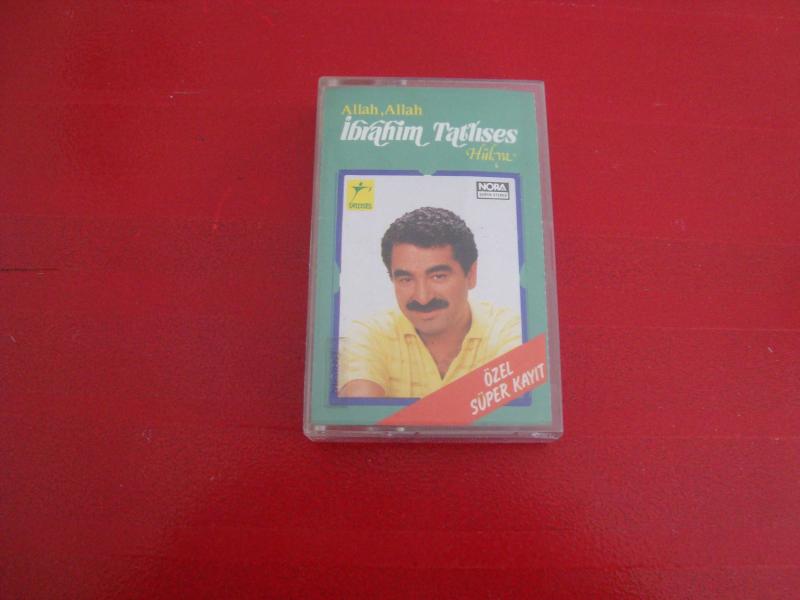 Allah, Allah
İbrahim Tatlıses
Hülya
NORA
ÖZEL
SÜPER KAYIT